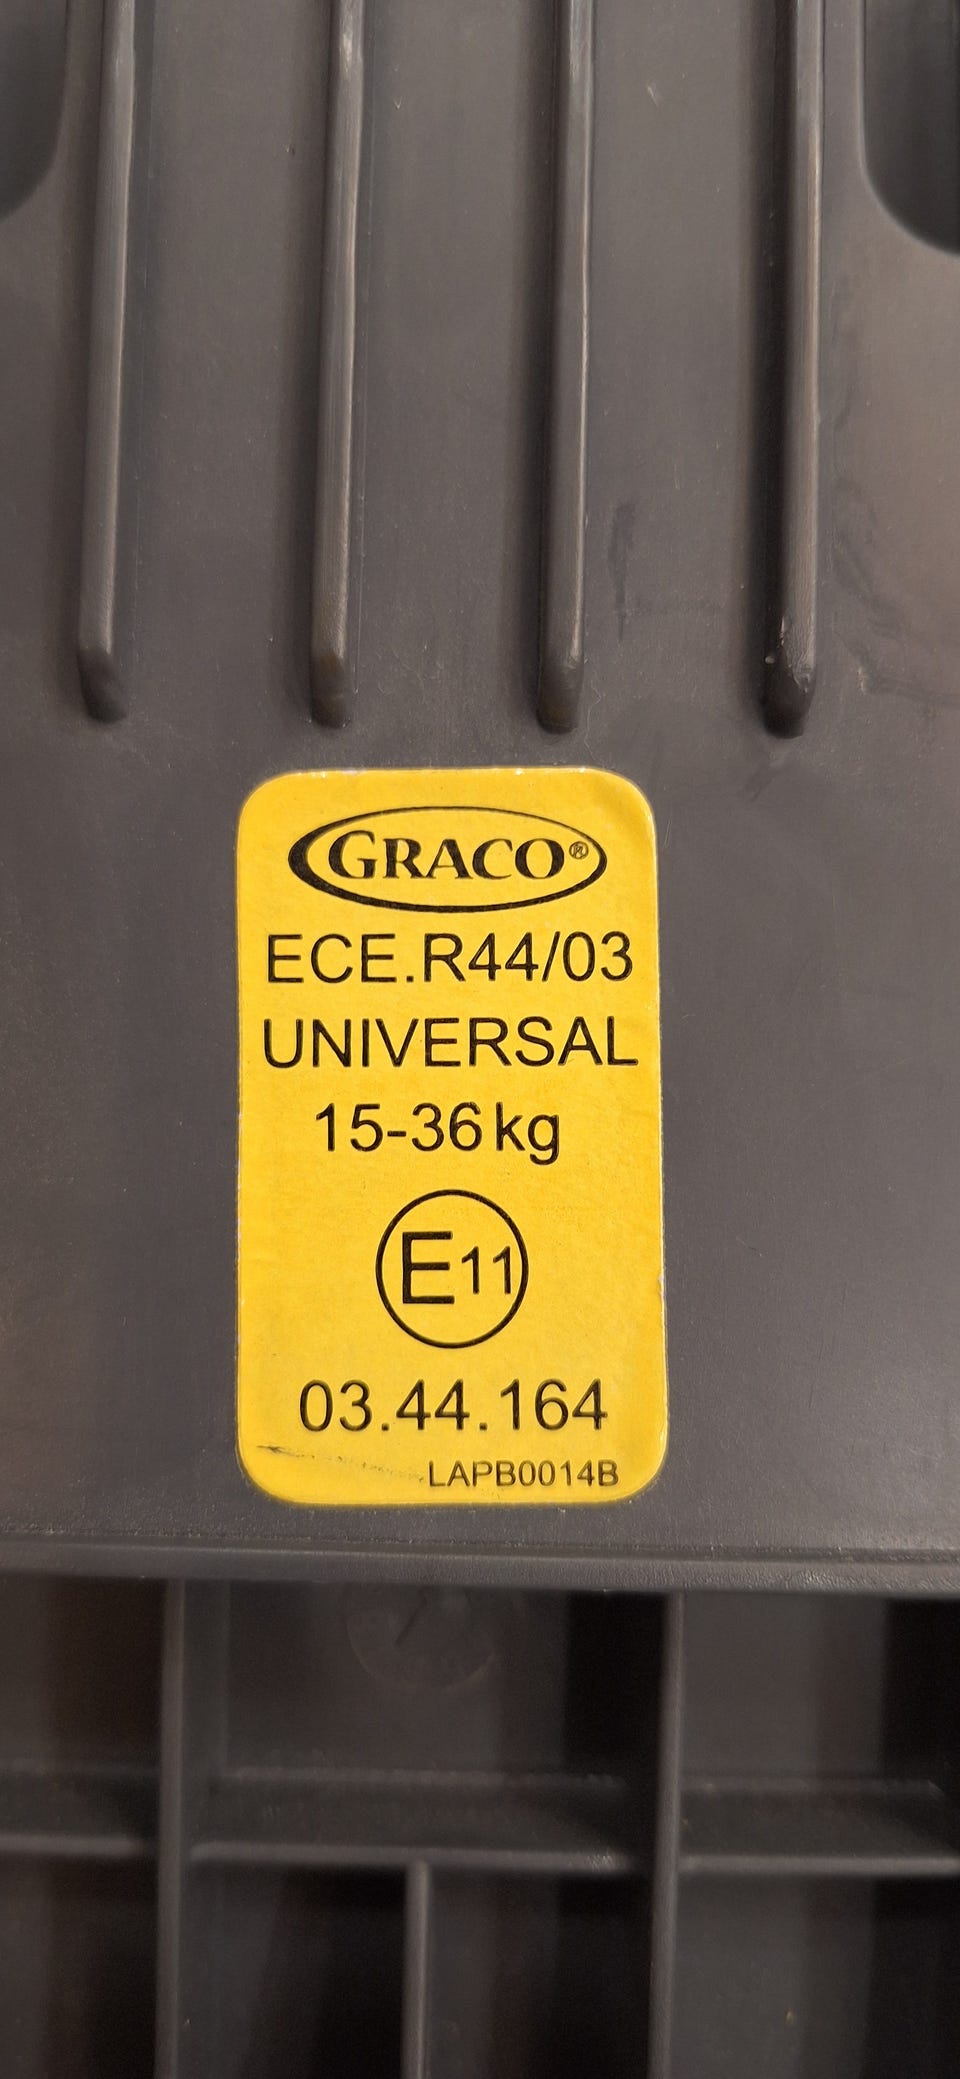 GRACO®
ECE.R44/03
UNIVERSAL
15-36kg
E11
03.44.164
LAPB0014B